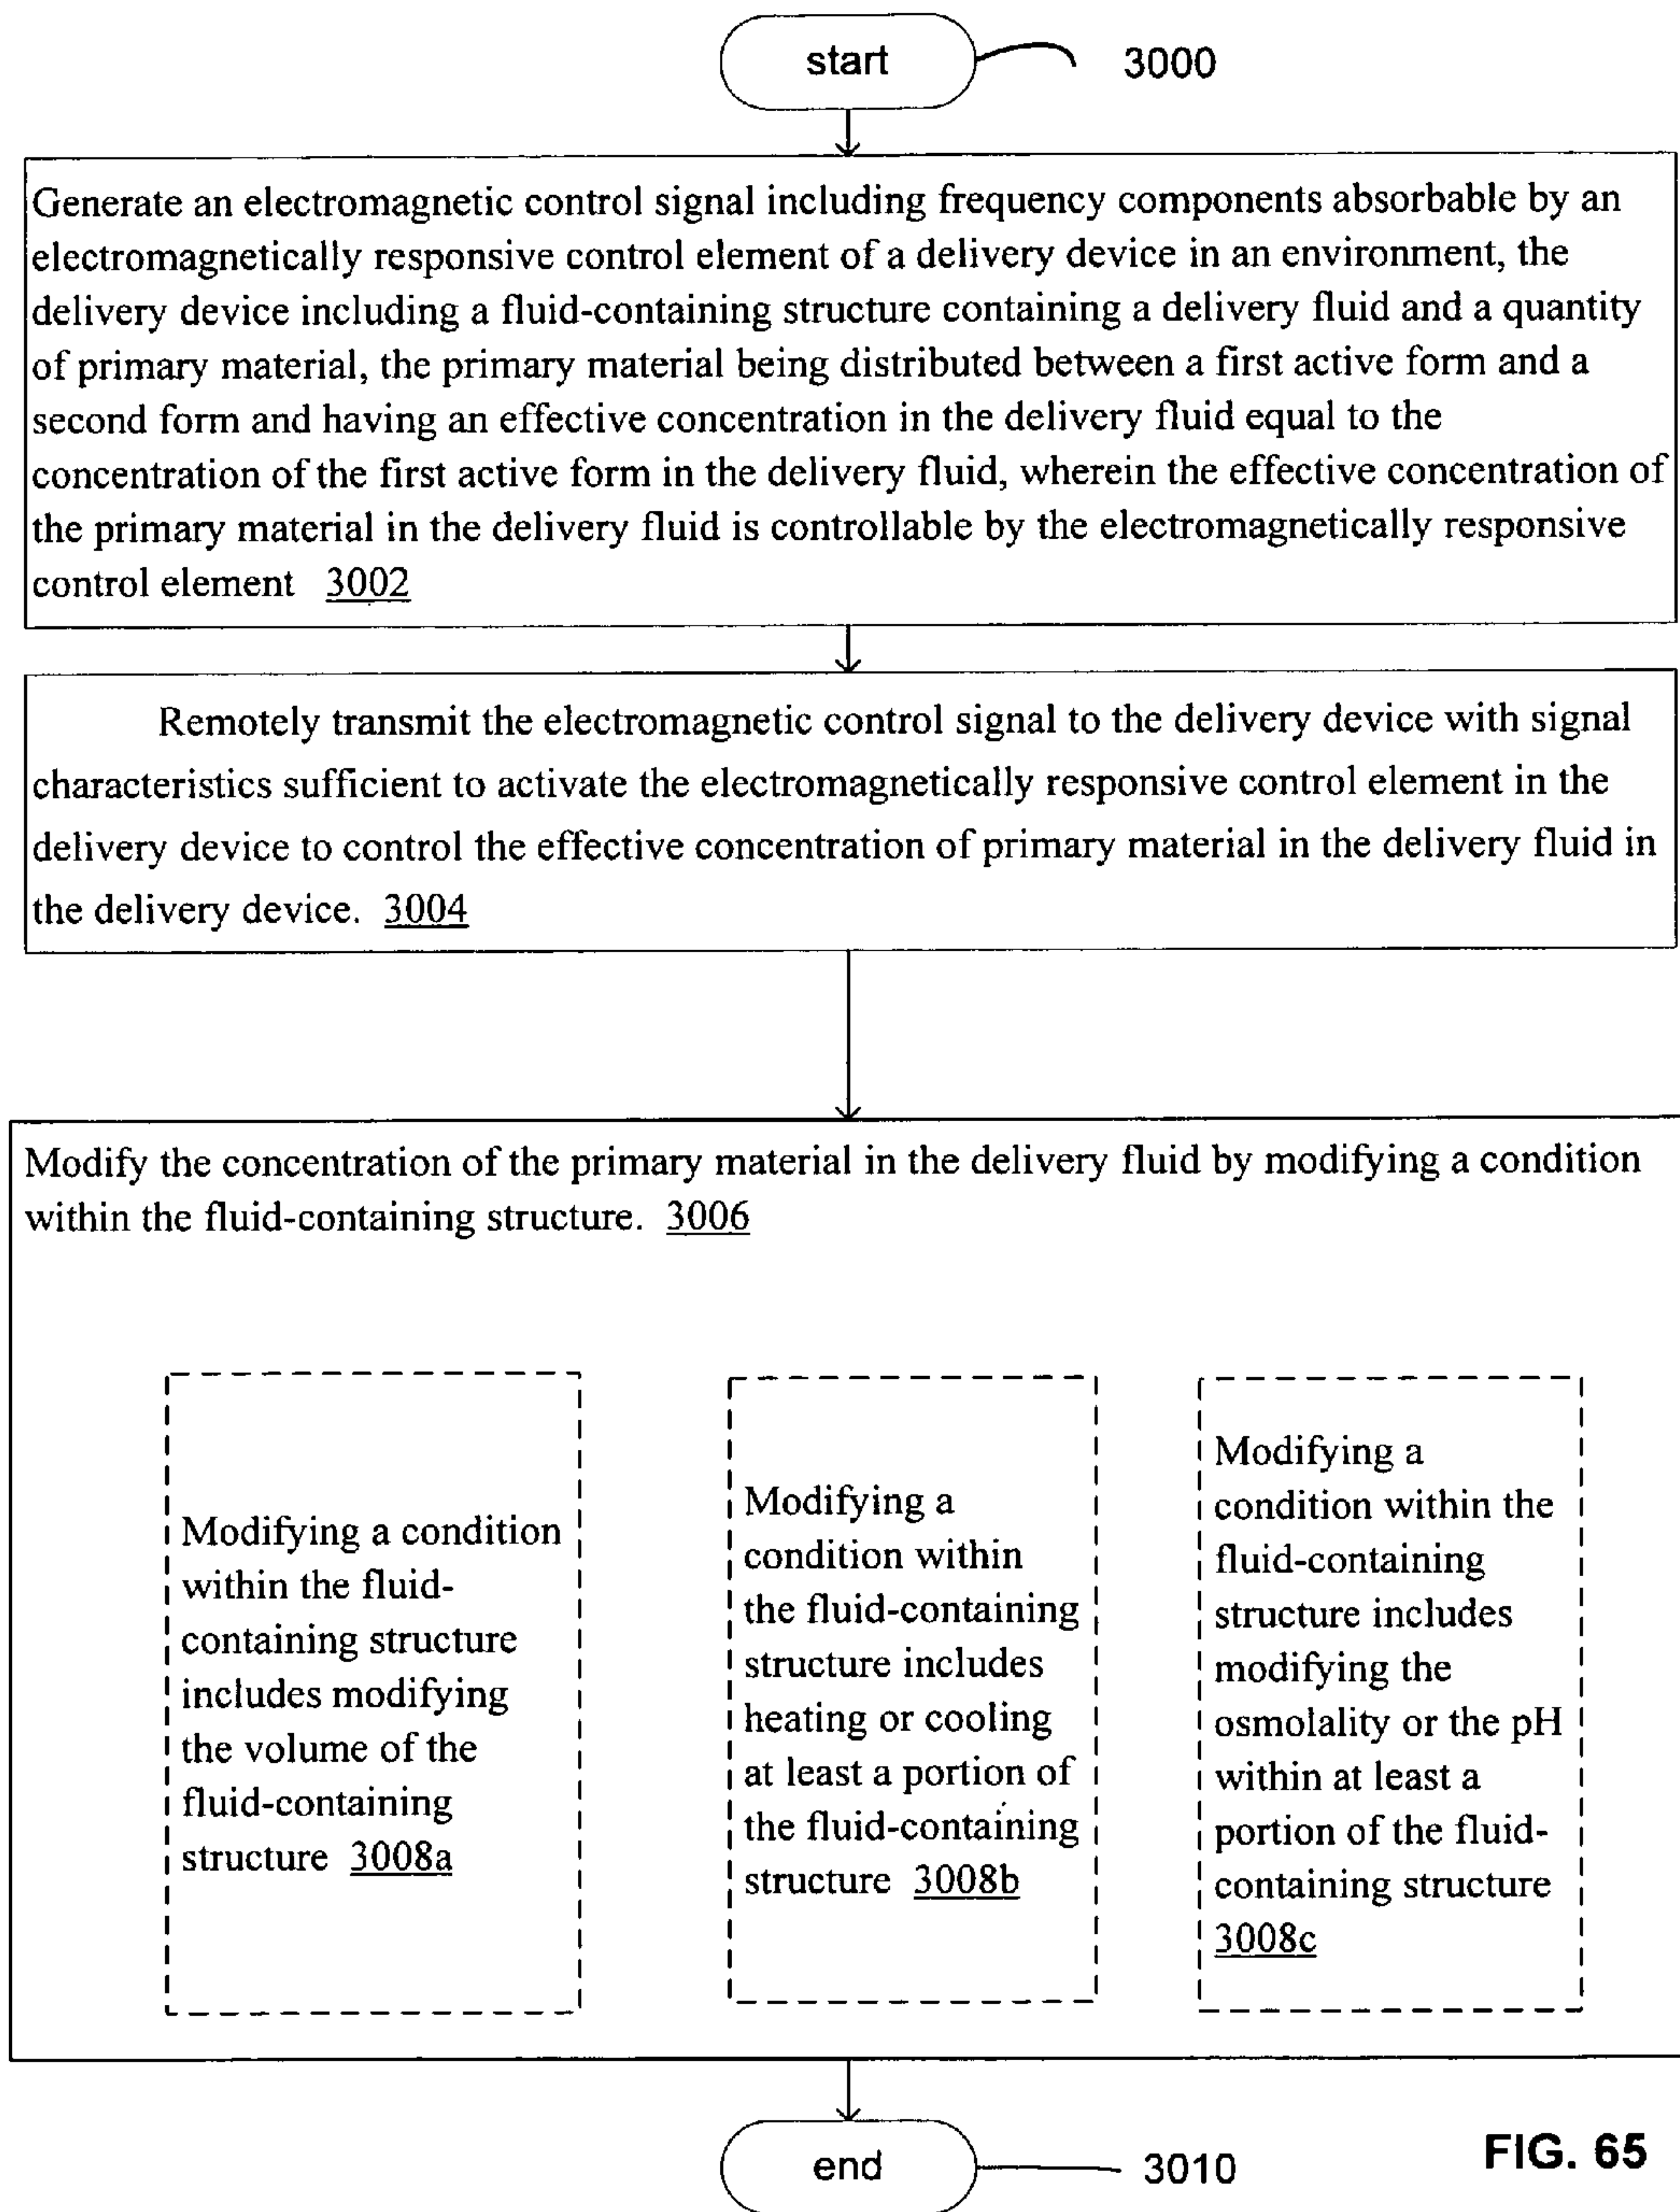 start
3000
Generate an electromagnetic control signal including frequency components absorbable by an
electromagnetically responsive control element of a delivery device in an environment, the
delivery device including a fluid-containing structure containing a delivery fluid and a quantity
of primary material, the primary material being distributed between a first active form and a
second form and having an effective concentration in the delivery fluid equal to the
concentration of the first active form in the delivery fluid, wherein the effective concentration of
the primary material in the delivery fluid is controllable by the electromagnetically responsive
control element 3002
Remotely transmit the electromagnetic control signal to the delivery device with signal
characteristics sufficient to activate the electromagnetically responsive control element in the
delivery device to control the effective concentration of primary material in the delivery fluid in
the delivery device. 3004
Modify the concentration of the primary material in the delivery fluid by modifying a condition
within the fluid-containing structure. 3006
Modifying a condition
within the fluid-
containing structure
includes modifying
the volume of the
fluid-containing
structure 3008a
Modifying a
condition within
the fluid-containing
structure includes
heating or cooling
at least a portion of
the fluid-containing
structure 3008b
Modifying a
condition within the
fluid-containing
structure includes
modifying the
osmolality or the pH
within at least a
portion of the fluid-
containing structure
3008c
end
3010
FIG. 65